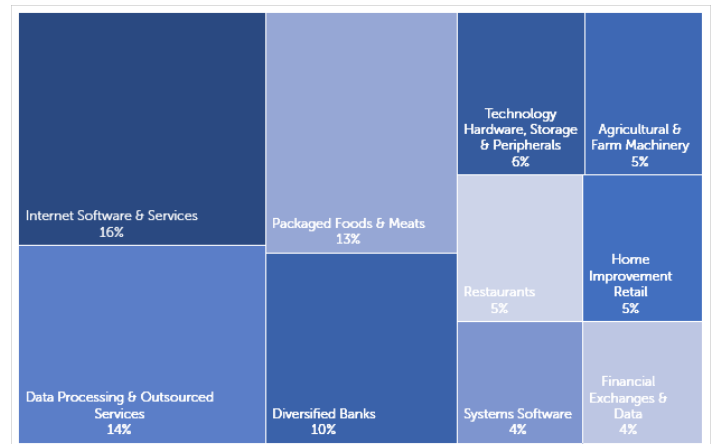 Internet Software & Services
16%
Data Processing & Outsourced
Services
14%
Packaged Foods & Meats
13%
Diversified Banks
10%
Technology
Hardware, Storage
& Peripherals
6%
Agricultural &
Farm Machinery
5%
Restaurants
5%
Home
Improvement
Retail
5%
Systems Software
4%
Financial
Exchanges &
Data
4%